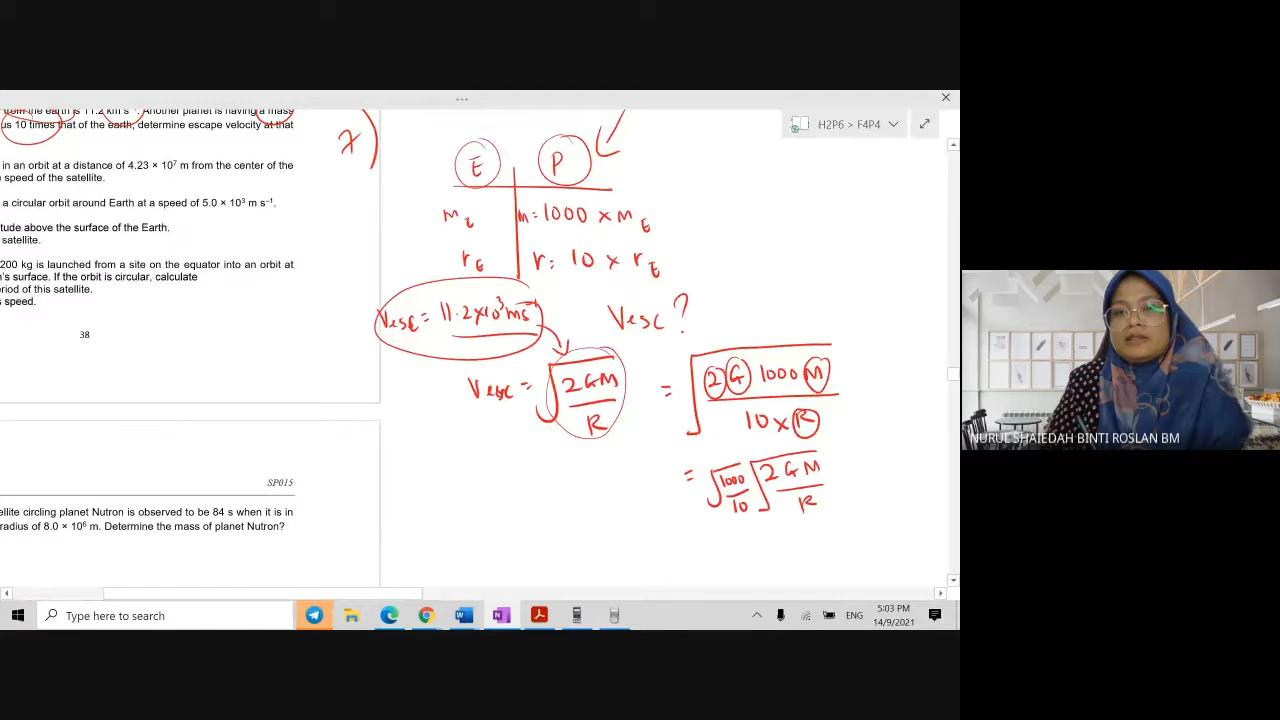 from the earth is 11.2 km s⁻¹. Another planet is having a mass
us 10 times that of the earth, determine escape velocity at that
in an orbit at a distance of 4.23 × 10⁷ m from the center of the
speed of the satellite.
a circular orbit around Earth at a speed of 5.0 × 10³ m s⁻¹.
tude above the surface of the Earth.
satellite.
200 kg is launched from a site on the equator into an orbit at
n's surface. If the orbit is circular, calculate
eriod of this satellite.
s speed.
38
SP015
ellite circling planet Nutron is observed to be 84 s when it is in
radius of 8.0 × 10⁶ m. Determine the mass of planet Nutron?
7)
E | P
m_E | m = 1000 × m_E
r_E | r: 10 × r_E
Vesc = 11.2×10³ms⁻¹
Vesc ?
Vesc = √(2GM/R)
= √(2G 1000 M/10 × R)
= √(1000/10) √(2GM/R)
H2P6 > F4P4
NURUL SHAIEDAH BINTI ROSLAN BM
Type here to search
ENG
5:03 PM
14/9/2021